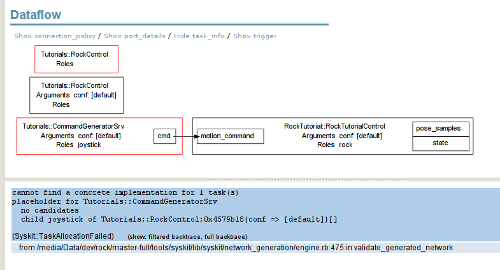 Dataflow
Show connection_policy / Show port_details / Hide task_info / Show trigger
Tutorials::RockControl
Roles
Tutorials::RockControl
Arguments conf: [default]
Roles
Tutorials::CommandGeneratorSrv
Arguments conf: [default]
Roles joystick
cmd
motion_command
RockTutorial::RockTutorialControl
Arguments conf: [default]
Roles rock
pose_samples
state
cannot find a concrete implementation for 1 task(s)
placeholder for Tutorials::CommandGeneratorSrv
no candidates
child joystick of Tutorials::RockControl:0x4579b18{conf => [default]}[]
(Syskit::TaskAllocationFailed) (show: filtered backtrace, full backtrace)
from /media/Data/dev/rock/master-full/tools/syskit/lib/syskit/network_generation/engine.rb:475:in validate_generated_network